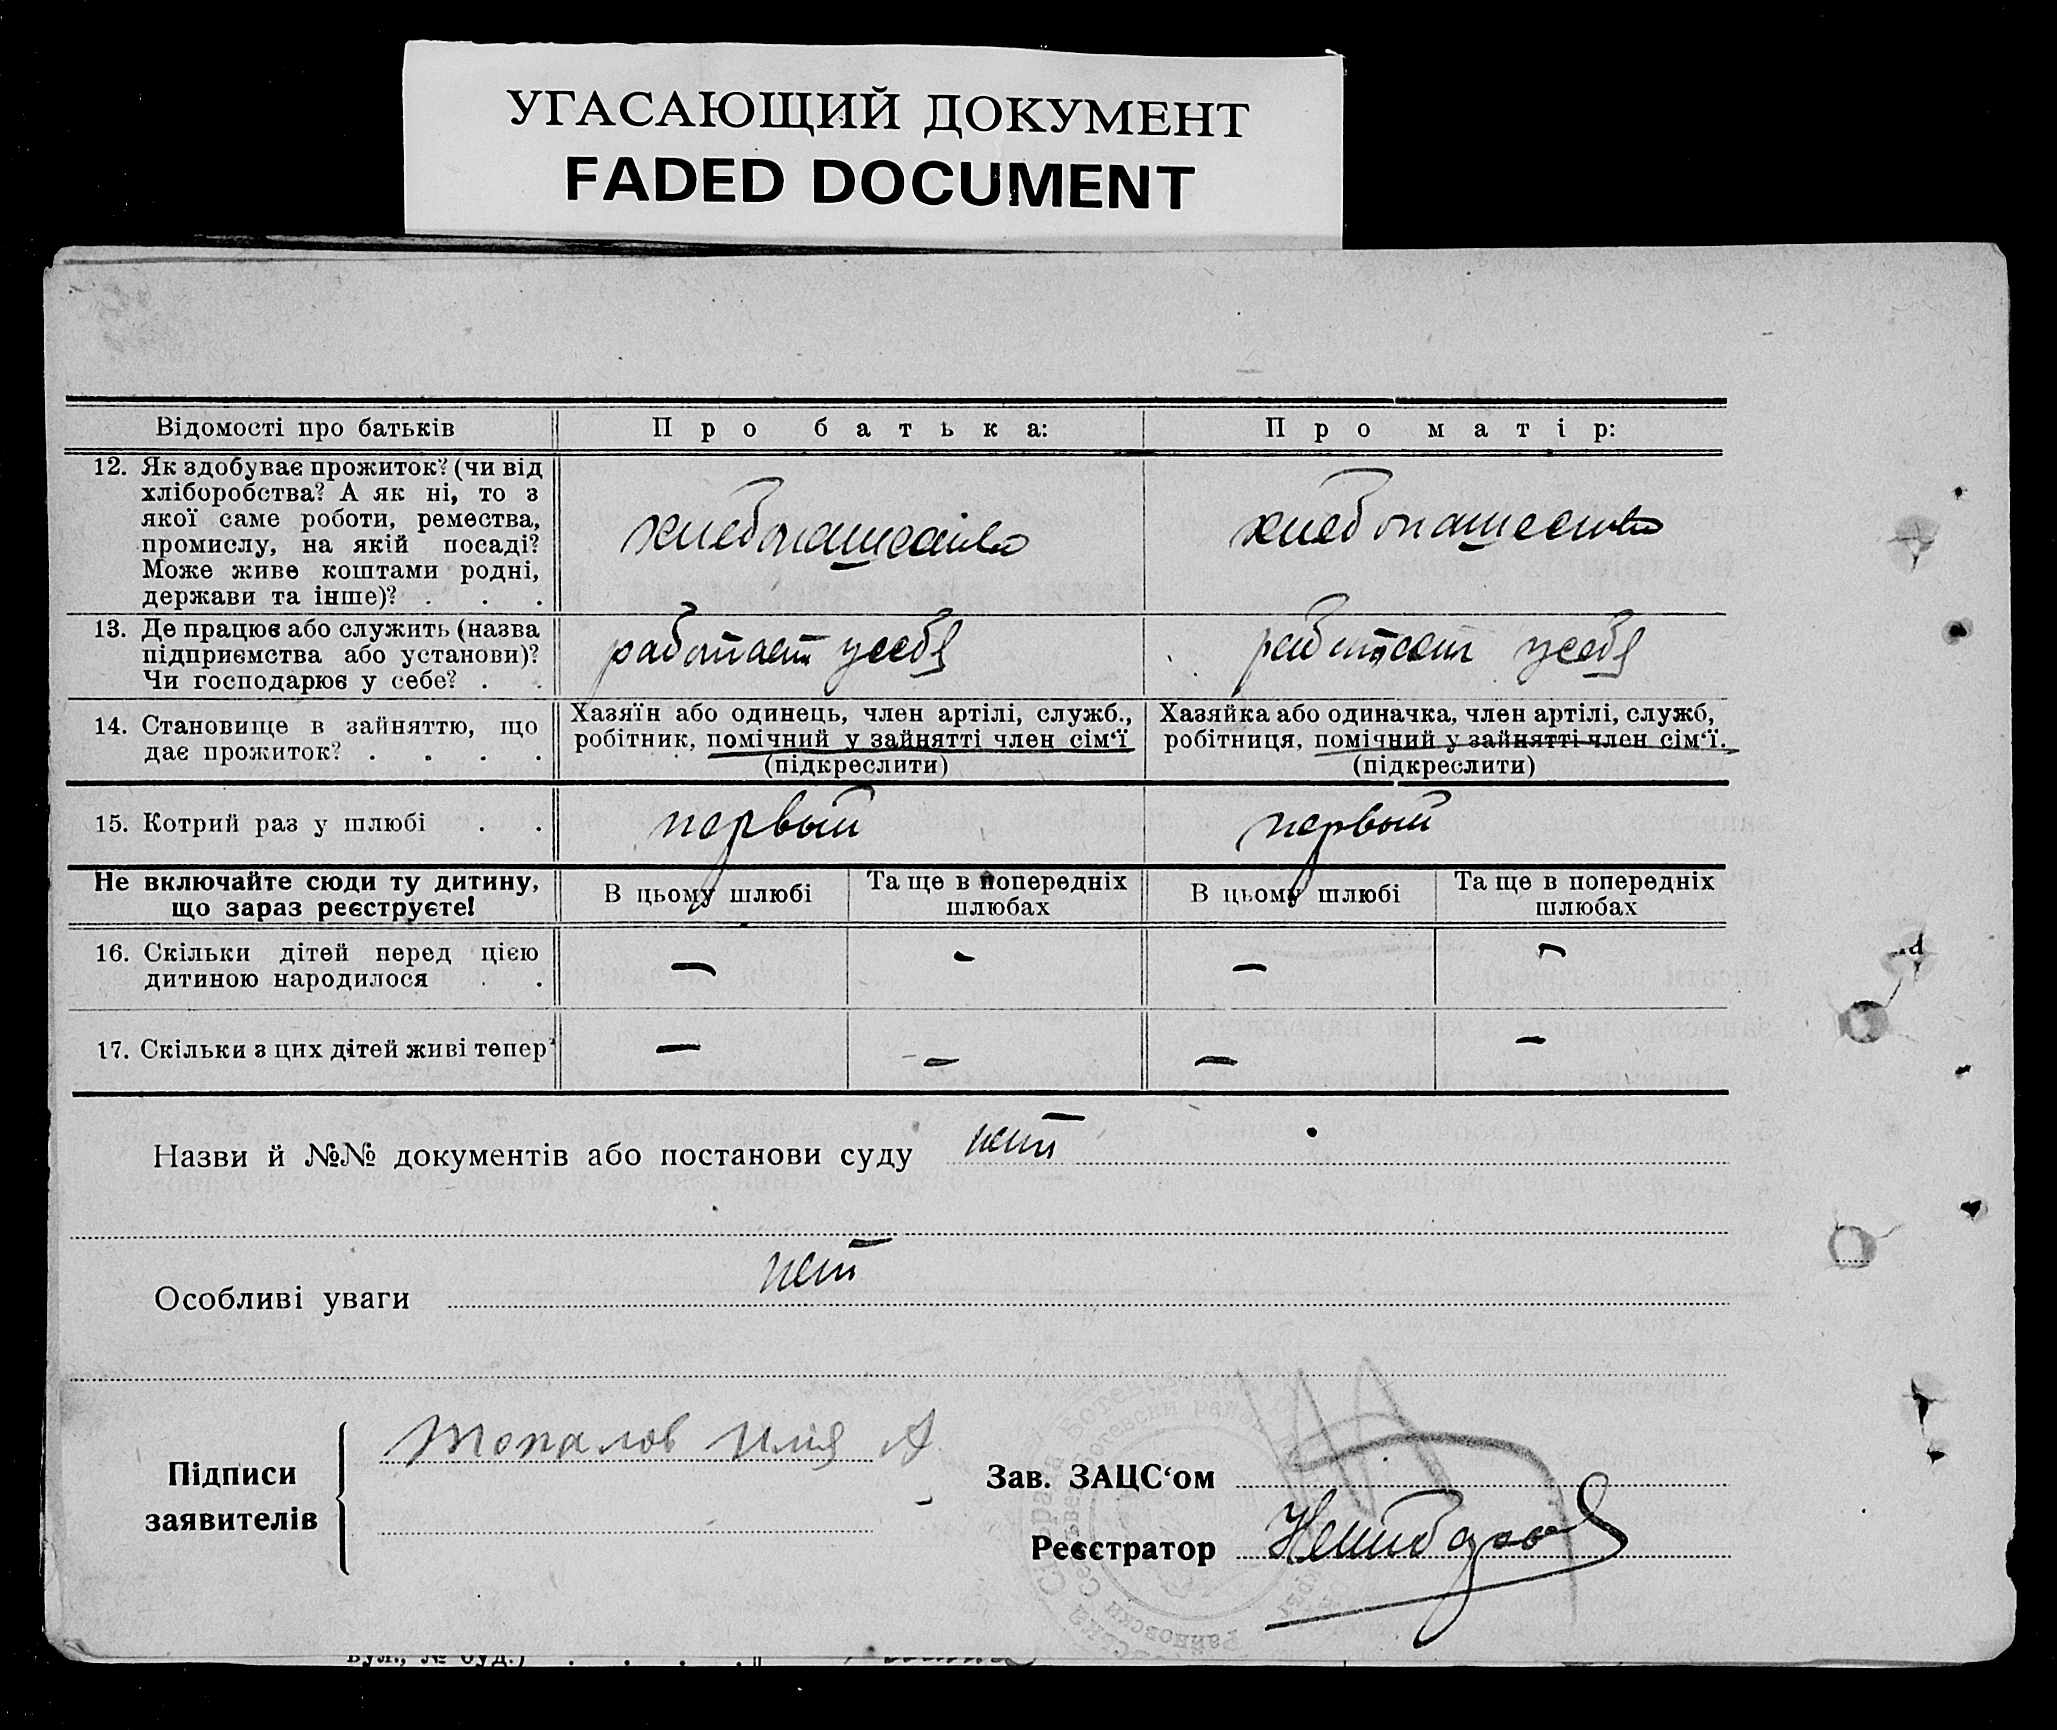 УГАСАЮЩИЙ ДОКУМЕНТ
FADED DOCUMENT
Відомості про батьків
Про батька:
Про матір:
12. Як здобуває прожиток? (чи від
хліборобства? А як ні, то з
якої саме роботи, ремества,
промислу, на якій посаді?
Може живе коштами родні,
держави та інше)? . . .
хлебопашество
хлебопашество
13. Де працює або служить (назва
підприємства або установи)?
Чи господарює у себе? . .
работает у себя
работает у себя
14. Становище в зайняттю, що
дає прожиток? . . . .
Хазяїн або одинець, член артілі, служб.,
робітник, помічний у зайнятті член сім‘ї
(підкреслити)
Хазяйка або одиначка, член артілі, служб,
робітниця, помічний у зайнятті член сім‘ї.
(підкреслити)
15. Котрий раз у шлюбі . .
первый
первый
Не включайте сюди ту дитину,
що зараз реєструєте!
В цьому шлюбі
Та ще в попередніх
шлюбах
В цьому шлюбі
Та ще в попередніх
шлюбах
16. Скільки дітей перед цією
дитиною народилося . .
— - — -
17. Скільки з цих дітей живі тепер
— — — —
Назви й №№ документів або постанови суду нет
Особливі уваги нет
Підписи
заявителів
Топалов Илия А
Зав. ЗАЦС‘ом
Реєстратор
вул., № буд.) . . . .